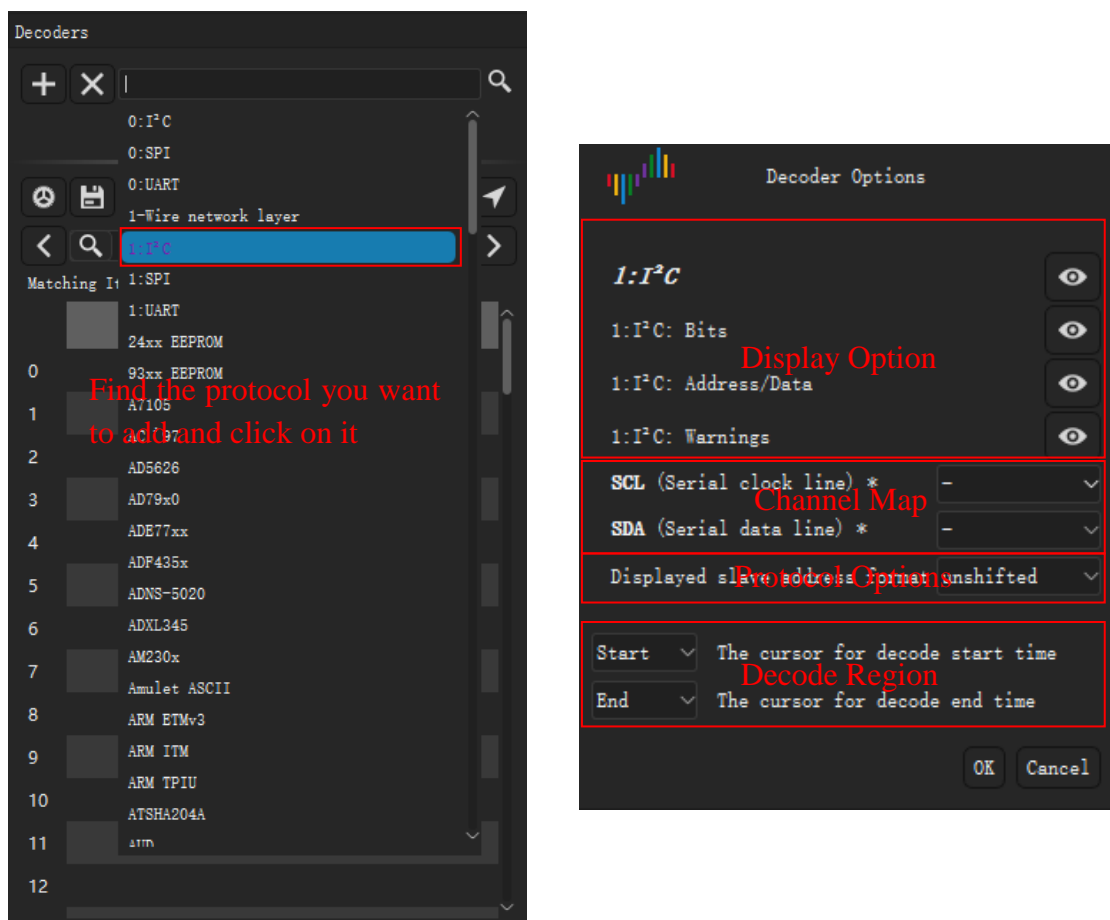 Decoders
0:I²C
0:SPI
0:UART
1-Wire network layer
1:I²C
Matching It
1:SPI
1:UART
24xx EEPROM
0
93xx EEPROM
Find the protocol you want
to add and click on it
1
A7105
2
AD5626
3
AD79x0
ADE77xx
4
ADF435x
5
ADNS-5020
6
ADXL345
AM230x
7
Amulet ASCII
8
ARM ETMv3
9
ARM ITM
ARM TPIU
10
ATSHA204A
11
12
Decoder Options
1:I²C
1:I²C: Bits
Display Option
1:I²C: Address/Data
1:I²C: Warnings
SCL (Serial clock line) * -
Channel Map
SDA (Serial data line) * -
Displayed slave address format unshifted
Protocol Options
Start The cursor for decode start time
Decode Region
End The cursor for decode end time
OK Cancel